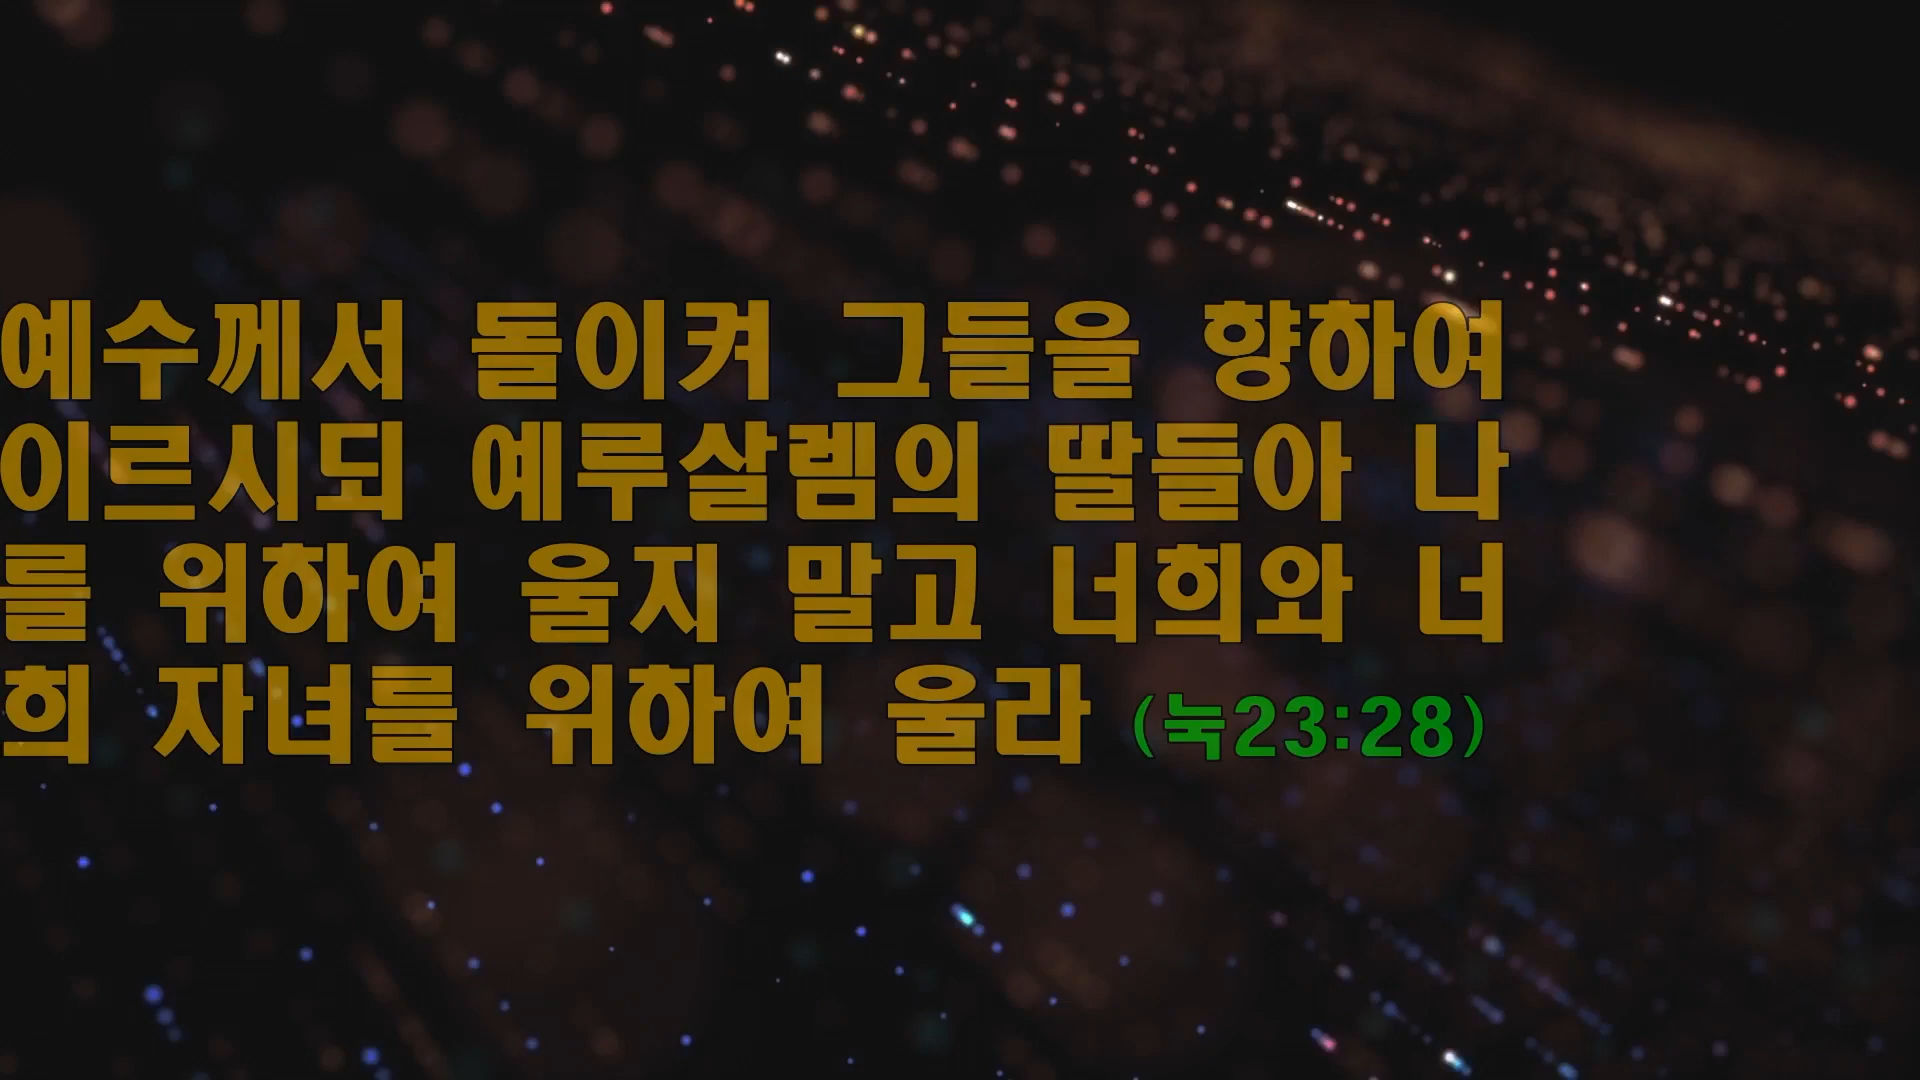 예수께서 돌이켜 그들을 향하여
이르시되 예루살렘의 딸들아 나
를 위하여 울지 말고 너희와 너
희 자녀를 위하여 울라 (눅23:28)